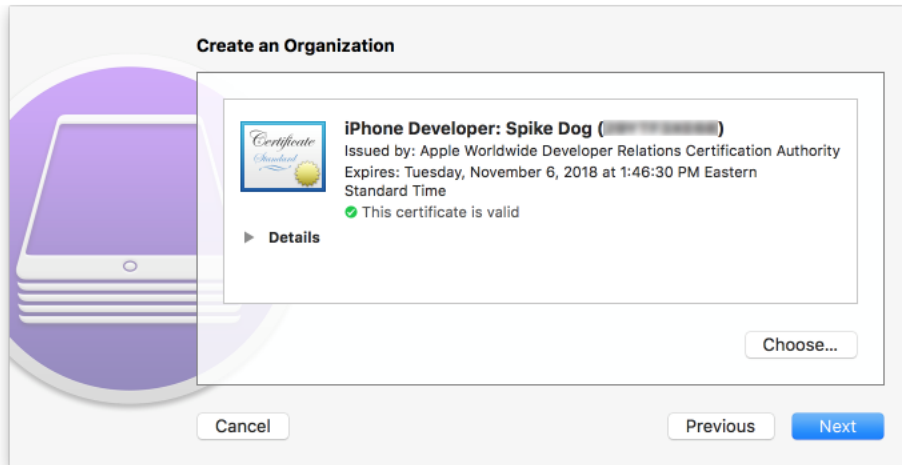 Create an Organization
Certificate
Standard
iPhone Developer: Spike Dog ( )
Issued by: Apple Worldwide Developer Relations Certification Authority
Expires: Tuesday, November 6, 2018 at 1:46:30 PM Eastern
Standard Time
This certificate is valid
Details
Choose...
Cancel
Previous
Next